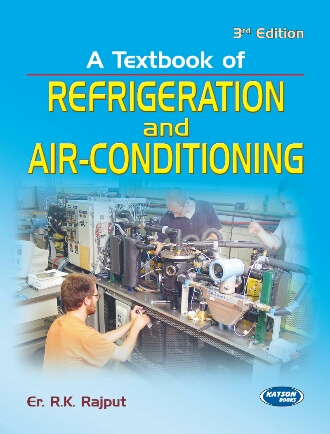 3rd Edition
A Textbook of
REFRIGERATION
and
AIR-CONDITIONING
Er. R.K. Rajput
KATSON
BOOKS